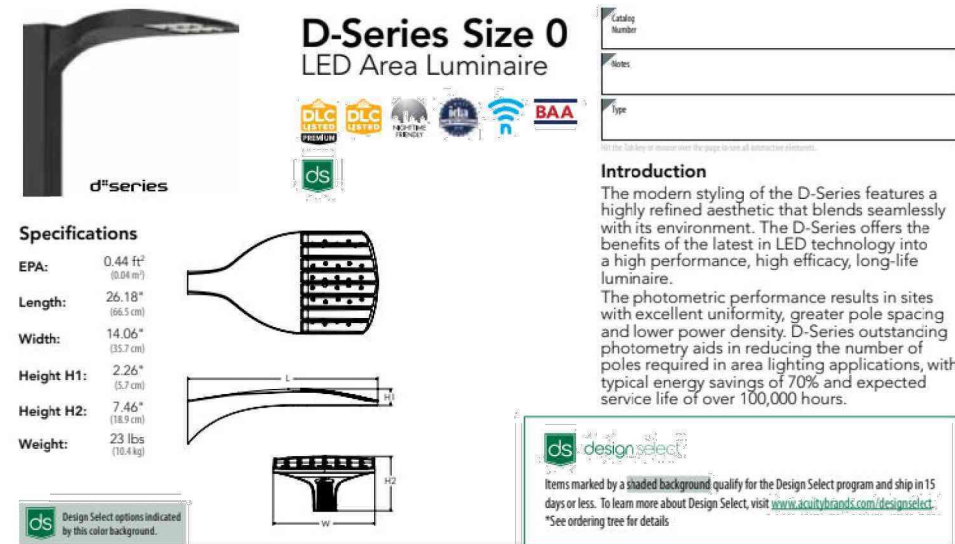 D-Series Size 0
LED Area Luminaire
DLC
LISTED
PREMIUM
DLC
LISTED
NIGHTTIME
FRIENDLY
ida
BAA
ds
Catalog
Number
Notes
Type
Hit the Tab key or mouse over the page to see all interactive elements.
d"series
Specifications
EPA: 0.44 ft²
(0.04 m²)
Length: 26.18"
(66.5 cm)
Width: 14.06"
(35.7 cm)
Height H1: 2.26"
(5.7 cm)
Height H2: 7.46"
(18.9 cm)
Weight: 23 lbs
(10.4 kg)
L
H1
H2
W
Introduction
The modern styling of the D-Series features a
highly refined aesthetic that blends seamlessly
with its environment. The D-Series offers the
benefits of the latest in LED technology into
a high performance, high efficacy, long-life
luminaire.
The photometric performance results in sites
with excellent uniformity, greater pole spacing
and lower power density. D-Series outstanding
photometry aids in reducing the number of
poles required in area lighting applications, with
typical energy savings of 70% and expected
service life of over 100,000 hours.
ds Design Select options indicated
by this color background.
ds design select
Items marked by a shaded background qualify for the Design Select program and ship in 15
days or less. To learn more about Design Select, visit www.acuitybrands.com/designselect.
*See ordering tree for details